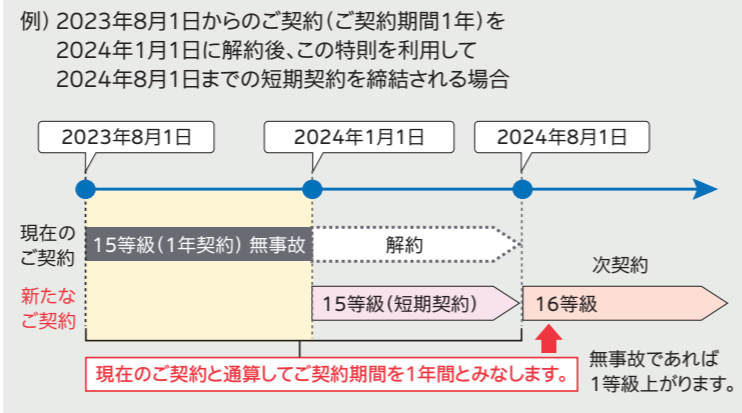 例）2023年8月1日からのご契約（ご契約期間1年）を
2024年1月1日に解約後、この特則を利用して
2024年8月1日までの短期契約を締結される場合
2023年8月1日
2024年1月1日
2024年8月1日
現在の
ご契約
15等級（1年契約） 無事故
解約
次契約
新たな
ご契約
15等級（短期契約）
16等級
現在のご契約と通算してご契約期間を1年間とみなします。
無事故であれば
1等級上がります。